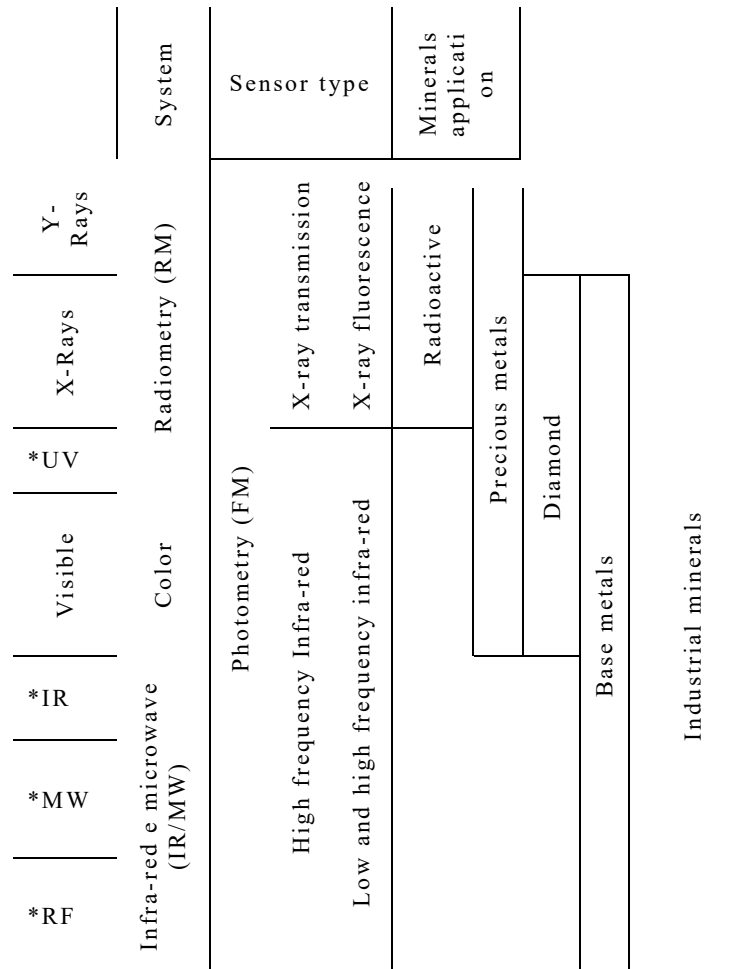 System
Sensor type
Minerals
applicati
on
Y-
Rays
X-Rays
*UV
Visible
*IR
*MW
*RF
Radiometry (RM)
Color
Infra-red e microwave
(IR/MW)
Photometry (FM)
X-ray transmission
X-ray fluorescence
High frequency Infra-red
Low and high frequency infra-red
Radioactive
Precious metals
Diamond
Base metals
Industrial minerals